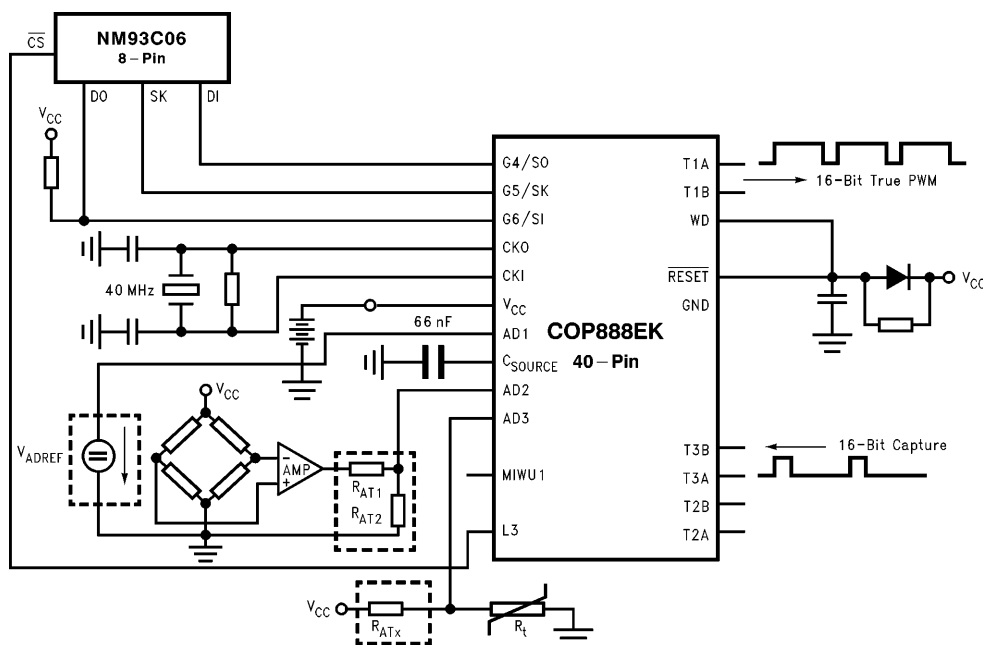 CS
NM93C06
8-Pin
DO
SK
DI
VCC
G4/SO
G5/SK
G6/SI
CKO
CKI
VCC
AD1
CSOURCE
AD2
AD3
MIWU1
L3
COP888EK
40-Pin
T1A
T1B
WD
RESET
GND
T3B
T3A
T2B
T2A
16-Bit True PWM
VCC
16-Bit Capture
40 MHz
66 nF
VCC
VADREF
=
-
AMP
+
RAT1
RAT2
VCC
RATx
Rt